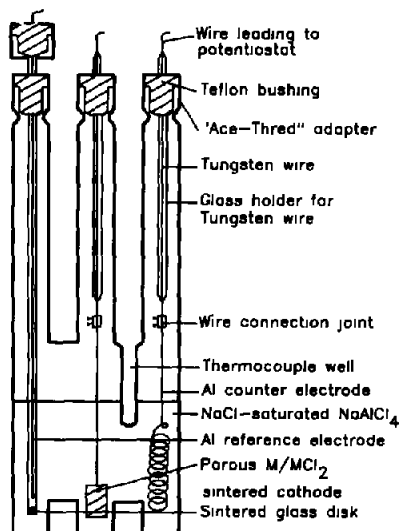 Wire leading to
potentiostat
Teflon bushing
"Ace-Thred" adapter
Tungsten wire
Glass holder for
Tungsten wire
Wire connection joint
Thermocouple well
Al counter electrode
NaCl-saturated NaAlCl4
Al reference electrode
Porous M/MCl2
sintered cathode
Sintered glass disk